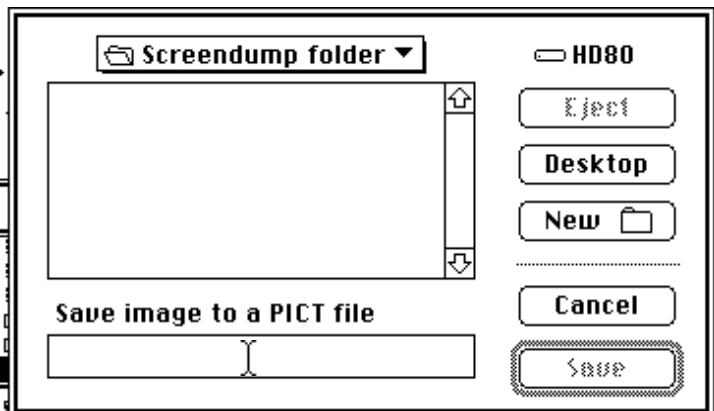 Screendump folder
HD80
Eject
Desktop
New
Save image to a PICT file
Cancel
Save